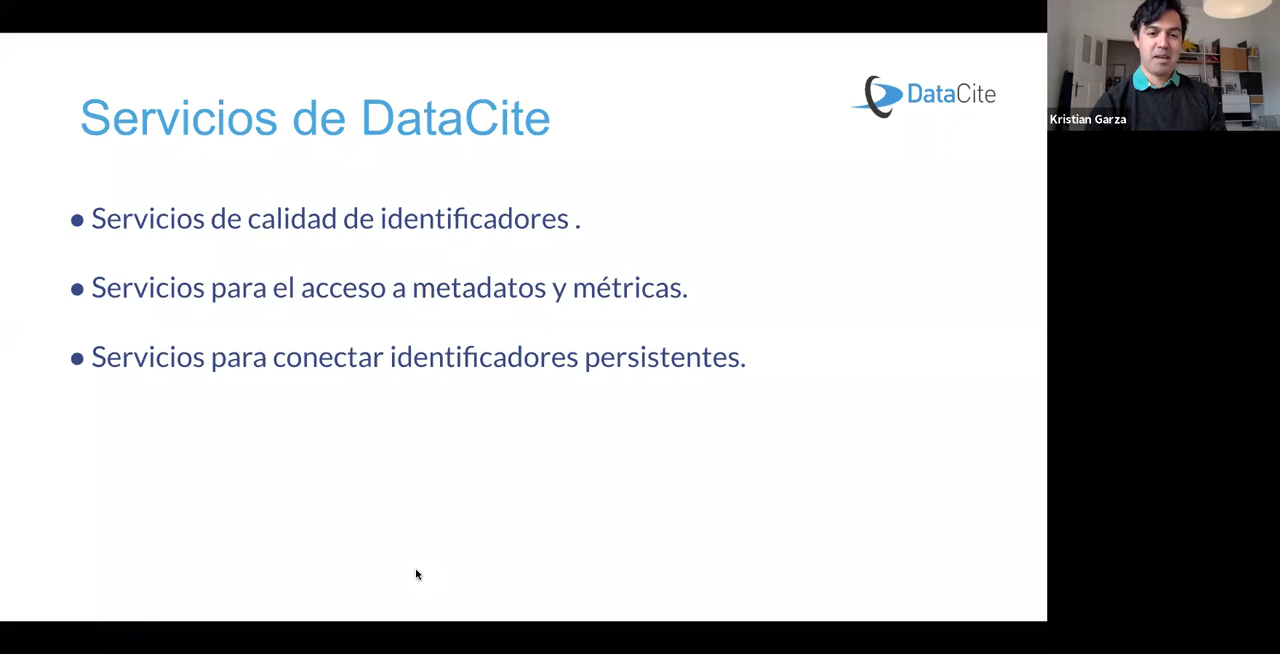 Servicios de DataCite
DataCite
● Servicios de calidad de identificadores .
● Servicios para el acceso a metadatos y métricas.
● Servicios para conectar identificadores persistentes.
Kristian Garza